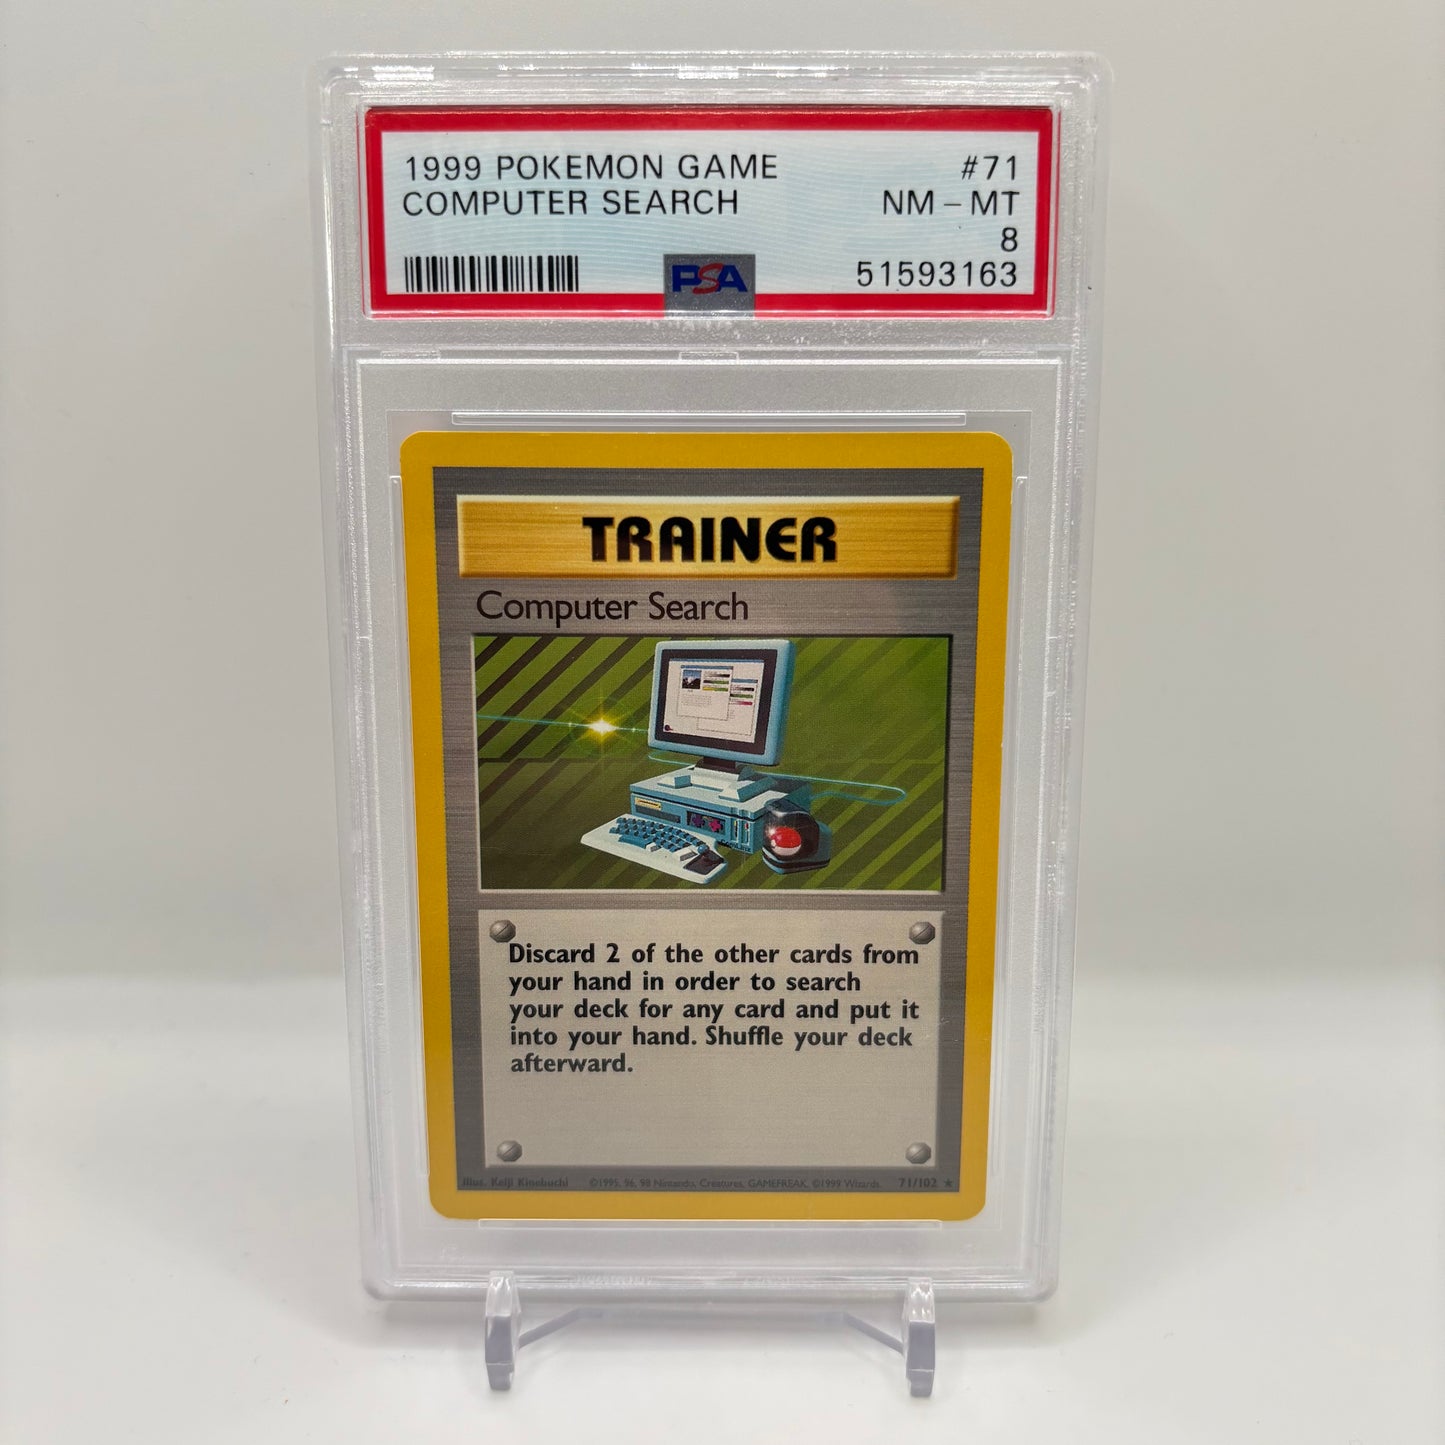 1999 POKEMON GAME #71
COMPUTER SEARCH NM - MT
8
PSA 51593163
TRAINER
Computer Search
Discard 2 of the other cards from
your hand in order to search
your deck for any card and put it
into your hand. Shuffle your deck
afterward.
Illus. Keiji Kinebuchi ©1995, 96, 98 Nintendo, Creatures, GAMEFREAK. ©1999 Wizards. 71/102 ★